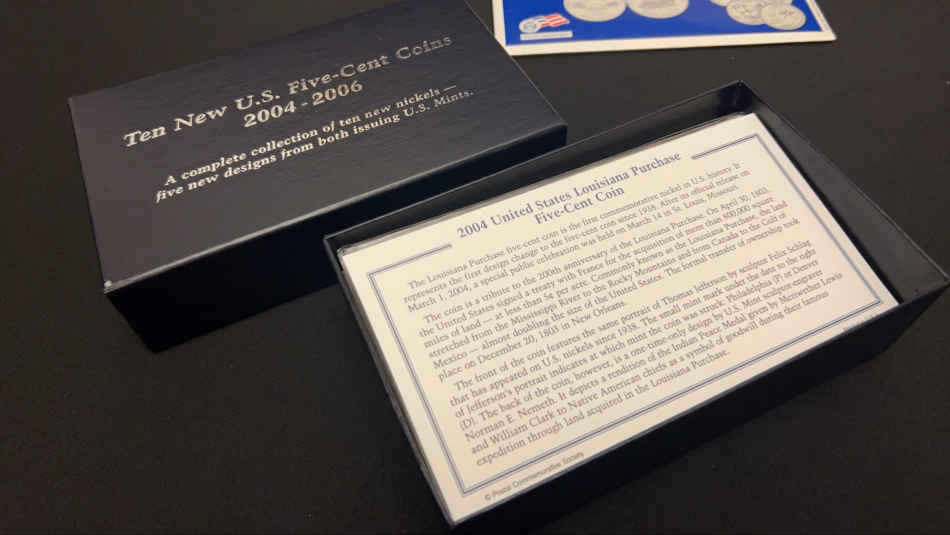 Ten New U.S. Five-Cent Coins
2004 - 2006
A complete collection of ten new nickels —
five new designs from both issuing U.S. Mints.
2004 United States Louisiana Purchase
Five-Cent Coin
The Louisiana Purchase five-cent coin is the first commemorative nickel in U.S. history. It
represents the first design change to the five-cent coin since 1938. After its official release on
March 1, 2004, a special public celebration was held on March 14 in St. Louis, Missouri.
The coin is a tribute to the 200th anniversary of the Louisiana Purchase. On April 30, 1803,
the United States signed a treaty with France for the acquisition of more than 800,000 square
miles of land — at less than 5¢ per acre. Commonly known as the Louisiana Purchase, the land
stretched from the Mississippi River to the Rocky Mountains and from Canada to the Gulf of
Mexico — almost doubling the size of the United States. The formal transfer of ownership took
place on December 20, 1803 in New Orleans.
The front of the coin features the same portrait of Thomas Jefferson by sculptor Felix Schlag
that has appeared on U.S. nickels since 1938. The small mint mark under the date to the right
of Jefferson's portrait indicates at which mint the coin was struck, Philadelphia (P) or Denver
(D). The back of the coin, however, is a one-time-only design by U.S. Mint sculptor engraver
Norman E. Nemeth. It depicts a rendition of the Indian Peace Medal given by Meriwether Lewis
and William Clark to Native American chiefs as a symbol of goodwill during their famous
expedition through land acquired in the Louisiana Purchase.
© Postal Commemorative Society